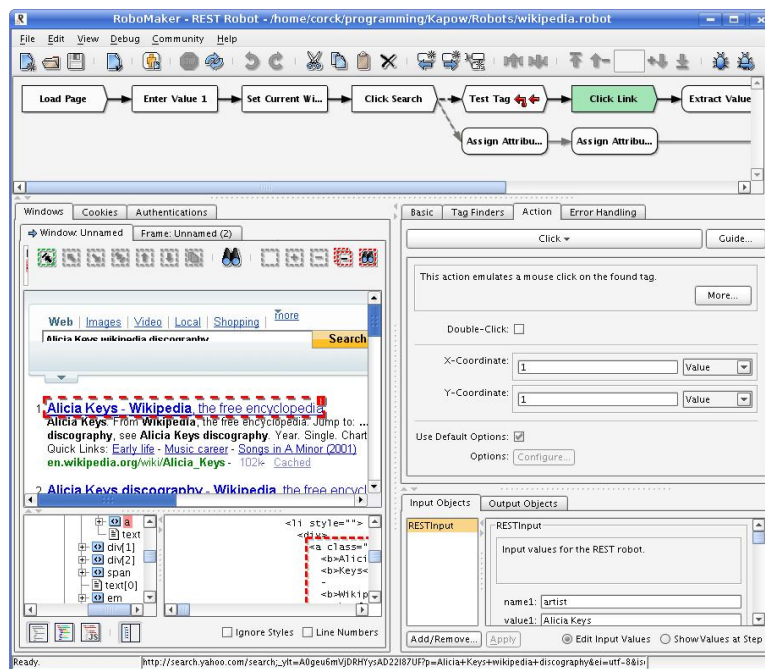 RoboMaker - REST Robot - /home/corck/programming/Kapow/Robots/wikipedia.robot
File Edit View Debug Community Help
Load Page
Enter Value 1
Set Current Wi...
Click Search
Test Tag
Click Link
Extract Value
Assign Attribu...
Assign Attribu...
Windows Cookies Authentications
Window: Unnamed Frame: Unnamed (2)
Web | Images | Video | Local | Shopping | more
Alicia Keys wikipedia discography Search
1. Alicia Keys - Wikipedia, the free encyclopedia
Alicia Keys. From Wikipedia, the free encyclopedia. Jump to: ...
discography, see Alicia Keys discography. Year. Single. Chart
Quick Links: Early life - Music career - Songs in A Minor (2001)
en.wikipedia.org/wiki/Alicia_Keys - 102k - Cached
2. Alicia Keys discography - Wikipedia, the free encycl
a
text
div[1]
div[2]
span
text[0]
em
<li style="">
<div>
<a class="
<b>Alici
<b>Keys<
-
<b>Wikip
Ignore Styles Line Numbers
Basic Tag Finders Action Error Handling
Click Guide...
This action emulates a mouse click on the found tag.
More...
Double-Click:
X-Coordinate: 1 Value
Y-Coordinate: 1 Value
Use Default Options:
Options: Configure...
Input Objects Output Objects
RESTInput
RESTInput
Input values for the REST robot.
name1: artist
value1: Alicia Keys
Add/Remove... Apply Edit Input Values Show Values at Step
Ready. http://search.yahoo.com/search;_ylt=A0geu6mVjDRHYysAD22l87UF?p=Alicia+Keys+wikipedia+discography&ei=utf-8&is